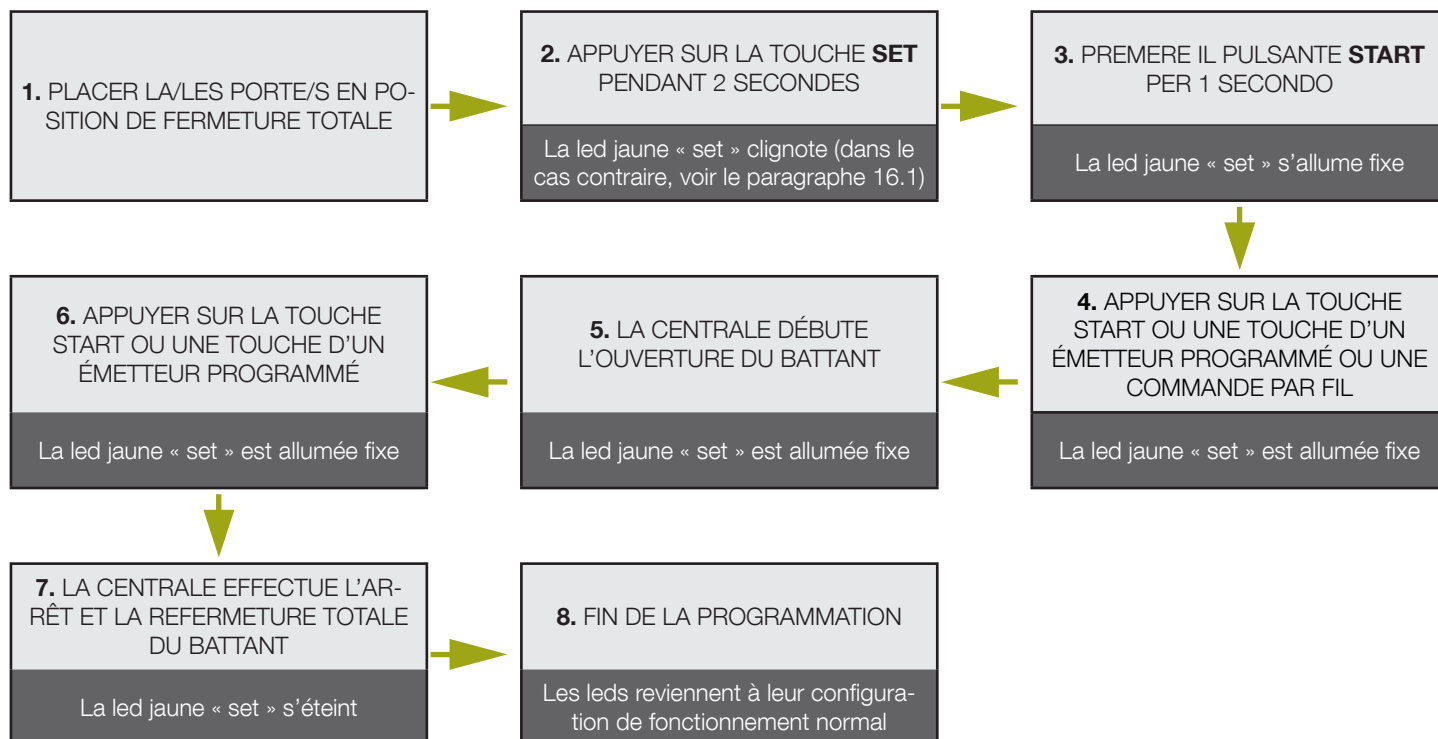 1. PLACER LA/LES PORTE/S EN PO-
SITION DE FERMETURE TOTALE
2. APPUYER SUR LA TOUCHE SET
PENDANT 2 SECONDES
La led jaune « set » clignote (dans le
cas contraire, voir le paragraphe 16.1)
3. PREMERE IL PULSANTE START
PER 1 SECONDO
La led jaune « set » s’allume fixe
4. APPUYER SUR LA TOUCHE
START OU UNE TOUCHE D’UN
ÉMETTEUR PROGRAMMÉ OU UNE
COMMANDE PAR FIL
La led jaune « set » est allumée fixe
5. LA CENTRALE DÉBUTE
L’OUVERTURE DU BATTANT
La led jaune « set » est allumée fixe
6. APPUYER SUR LA TOUCHE
START OU UNE TOUCHE D’UN
ÉMETTEUR PROGRAMMÉ
La led jaune « set » est allumée fixe
7. LA CENTRALE EFFECTUE L’AR-
RÊT ET LA REFERMETURE TOTALE
DU BATTANT
La led jaune « set » s’éteint
8. FIN DE LA PROGRAMMATION
Les leds reviennent à leur configura-
tion de fonctionnement normal